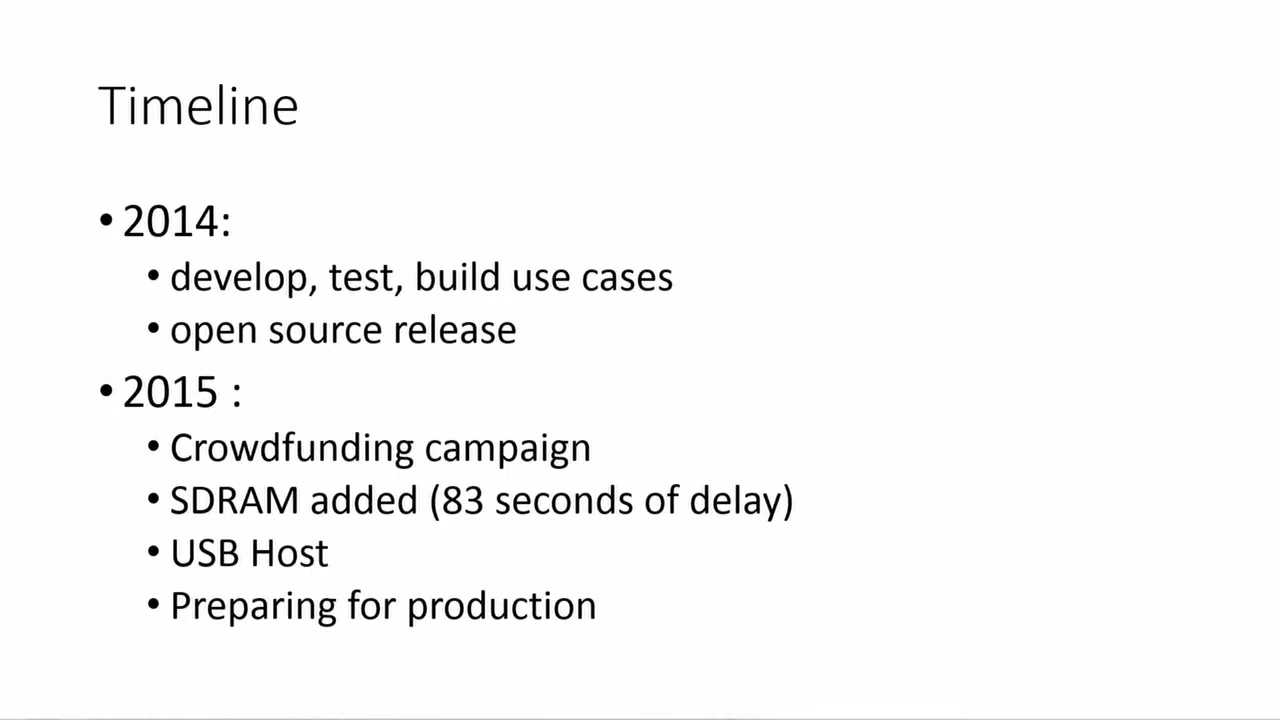 Timeline
• 2014:
• develop, test, build use cases
• open source release
• 2015 :
• Crowdfunding campaign
• SDRAM added (83 seconds of delay)
• USB Host
• Preparing for production